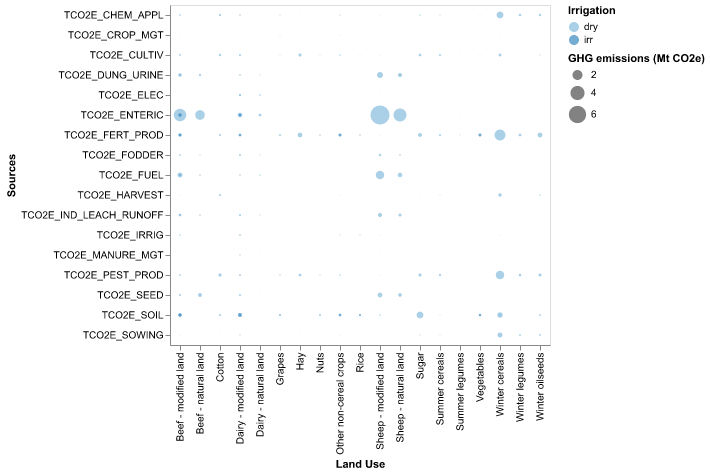 TCO2E_CHEM_APPL
TCO2E_CROP_MGT
TCO2E_CULTIV
TCO2E_DUNG_URINE
TCO2E_ELEC
TCO2E_ENTERIC
TCO2E_FERT_PROD
TCO2E_FODDER
TCO2E_FUEL
TCO2E_HARVEST
TCO2E_IND_LEACH_RUNOFF
TCO2E_IRRIG
TCO2E_MANURE_MGT
TCO2E_PEST_PROD
TCO2E_SEED
TCO2E_SOIL
TCO2E_SOWING
Sources
Beef - modified land
Beef - natural land
Cotton
Dairy - modified land
Dairy - natural land
Grapes
Hay
Nuts
Other non-cereal crops
Rice
Sheep - modified land
Sheep - natural land
Sugar
Summer cereals
Summer legumes
Vegetables
Winter cereals
Winter legumes
Winter oilseeds
Land Use
Irrigation
dry
irr
GHG emissions (Mt CO2e)
2
4
6